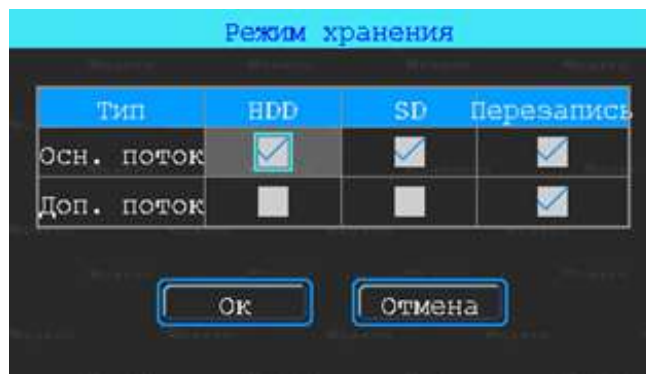 Режим хранения
Тип HDD SD Перезапись
Осн. поток
Доп. поток
Ок Отмена